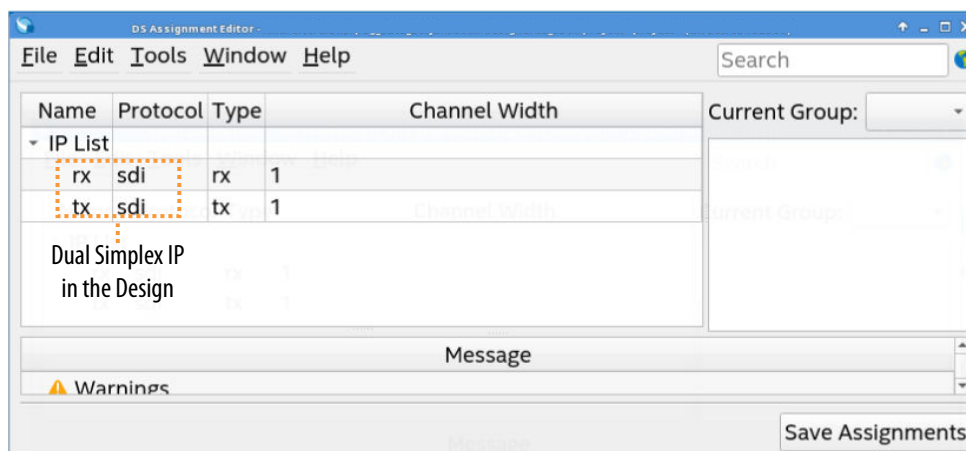 DS Assignment Editor -
File Edit Tools Window Help
Search
Name Protocol Type Channel Width
Current Group:
IP List
rx sdi rx 1
tx sdi tx 1
Dual Simplex IP
in the Design
Message
Warnings
Save Assignments